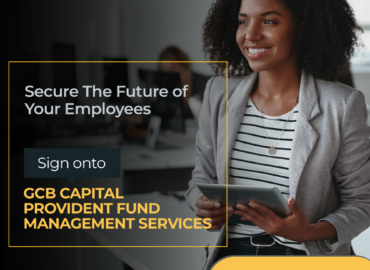 Secure The Future of
Your Employees
Sign onto
GCB CAPITAL
PROVIDENT FUND
MANAGEMENT SERVICES